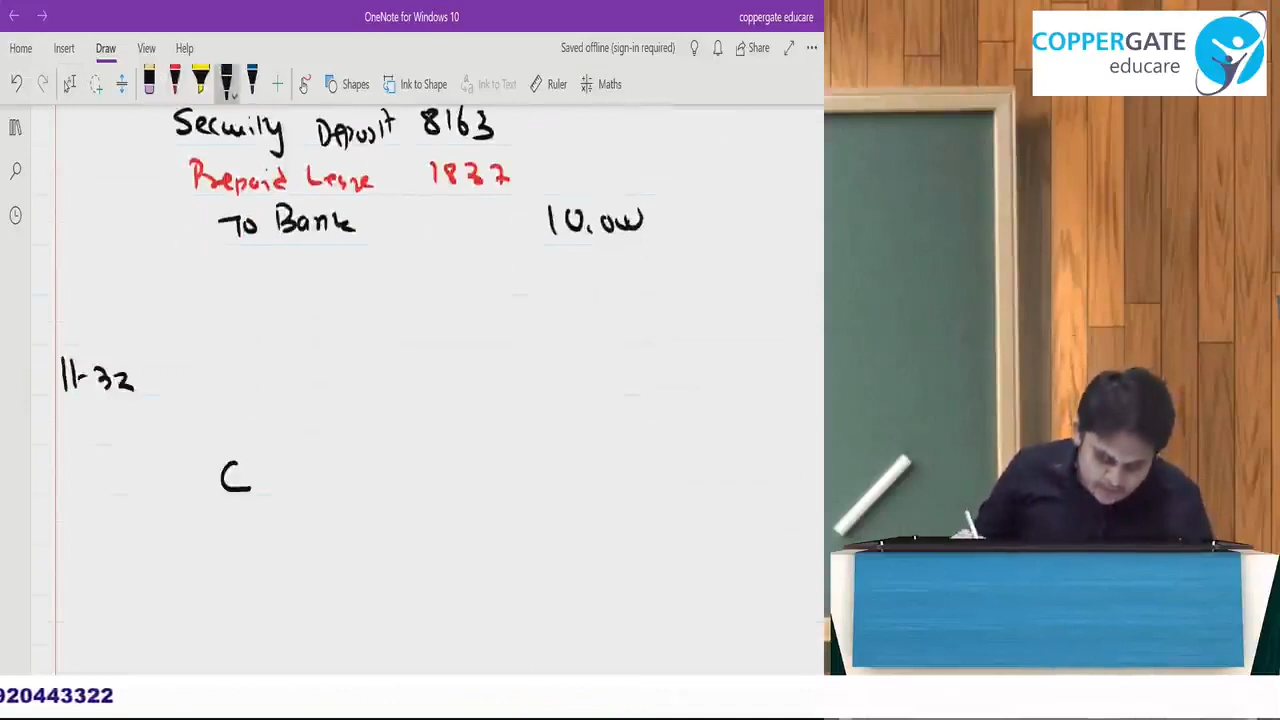 OneNote for Windows 10
coppergate educare
Home Insert Draw View Help
Saved offline (sign-in required)
Share
Shapes
Ink to Shape
Ink to Text
Ruler
Maths
COPPERGATE
educare
Security Deposit 8163
Prepaid Lease 1837
To Bank 10,000
11-32
C
920443322